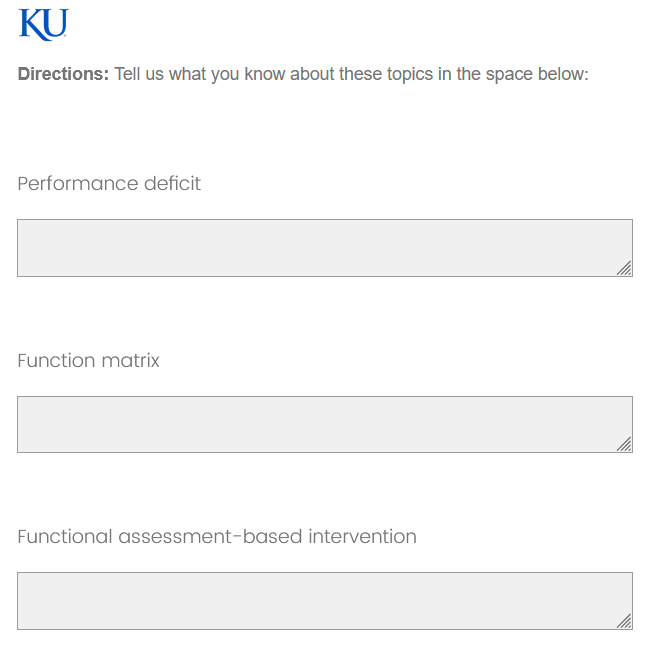 KU
Directions: Tell us what you know about these topics in the space below:
Performance deficit
Function matrix
Functional assessment-based intervention